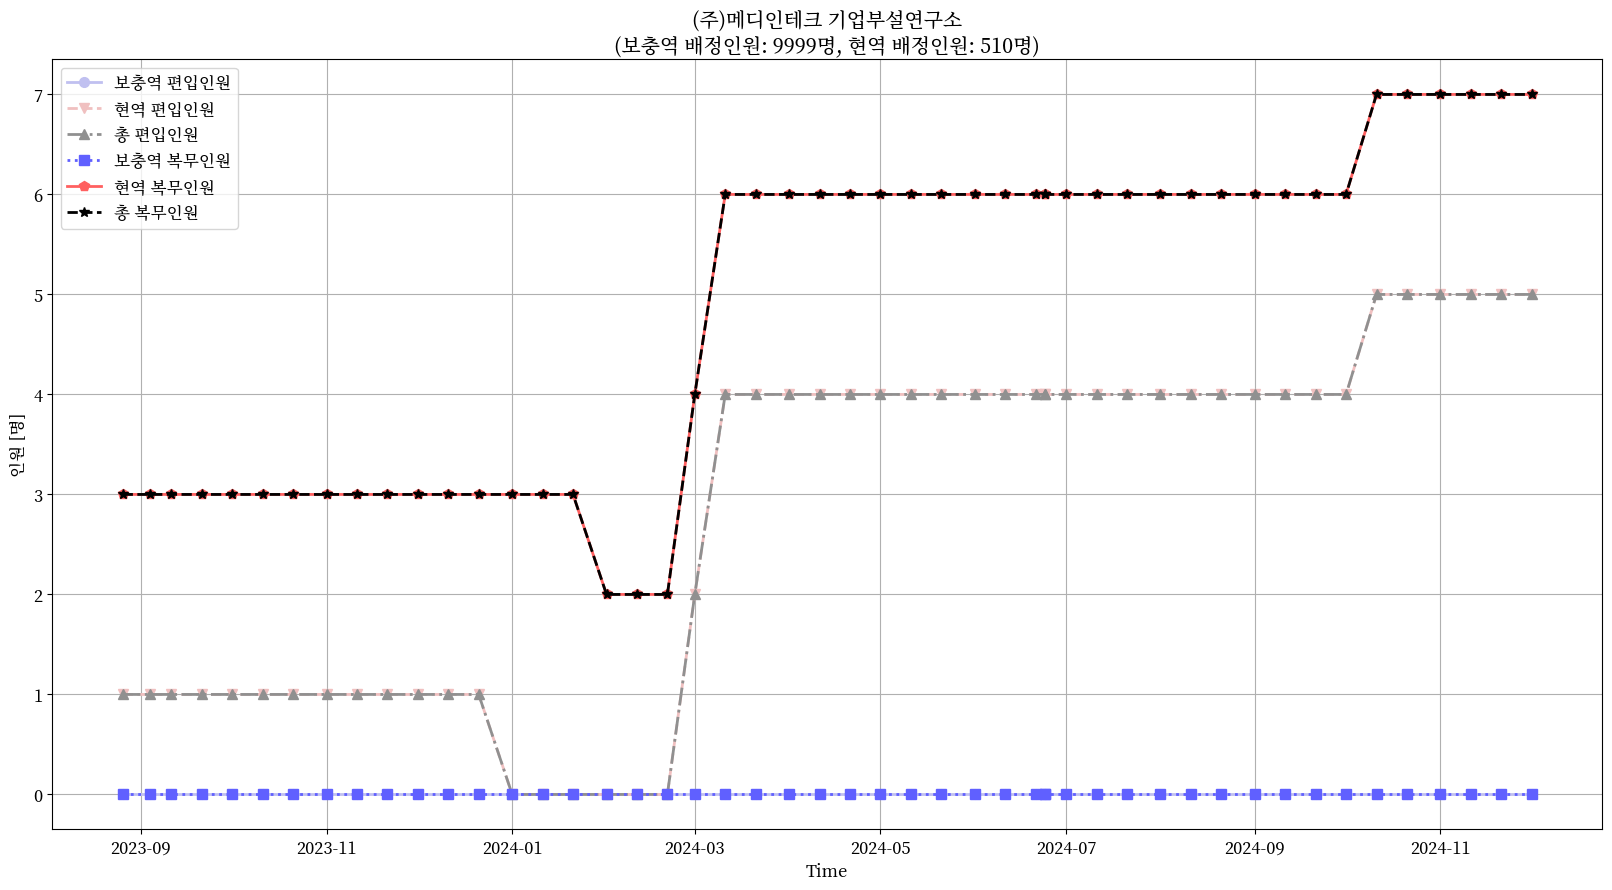 (주)메디인테크 기업부설연구소
(보충역 배정인원: 9999명, 현역 배정인원: 510명)
보충역 편입인원
현역 편입인원
총 편입인원
보충역 복무인원
현역 복무인원
총 복무인원
7
6
5
4
3
2
1
0
인원 [명]
2023-09
2023-11
2024-01
2024-03
2024-05
2024-07
2024-09
2024-11
Time